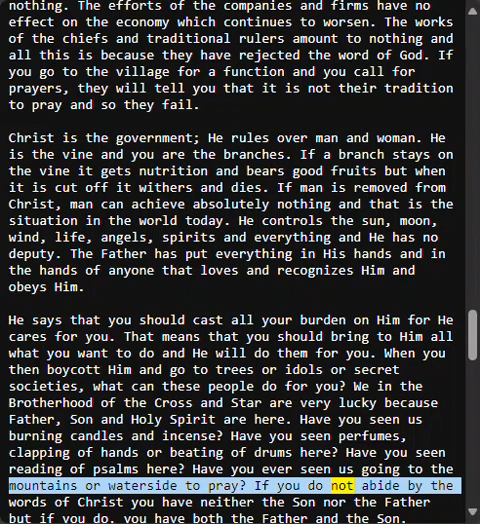 nothing. The efforts of the companies and firms have no
effect on the economy which continues to worsen. The works
of the chiefs and traditional rulers amount to nothing and
all this is because they have rejected the word of God. If
you go to the village for a function and you call for
prayers, they will tell you that it is not their tradition
to pray and so they fail.
Christ is the government; He rules over man and woman. He
is the vine and you are the branches. If a branch stays on
the vine it gets nutrition and bears good fruits but when
it is cut off it withers and dies. If man is removed from
Christ, man can achieve absolutely nothing and that is the
situation in the world today. He controls the sun, moon,
wind, life, angels, spirits and everything and He has no
deputy. The Father has put everything in His hands and in
the hands of anyone that loves and recognizes Him and
obeys Him.
He says that you should cast all your burden on Him for He
cares for you. That means that you should bring to Him all
what you want to do and He will do them for you. When you
then boycott Him and go to trees or idols or secret
societies, what can these people do for you? We in the
Brotherhood of the Cross and Star are very lucky because
Father, Son and Holy Spirit are here. Have you seen us
burning candles and incense? Have you seen perfumes,
clapping of hands or beating of drums here? Have you seen
reading of psalms here? Have you ever seen us going to the
mountains or waterside to pray? If you do not abide by the
words of Christ you have neither the Son nor the Father
but if you do, you have both the Father and the Son.